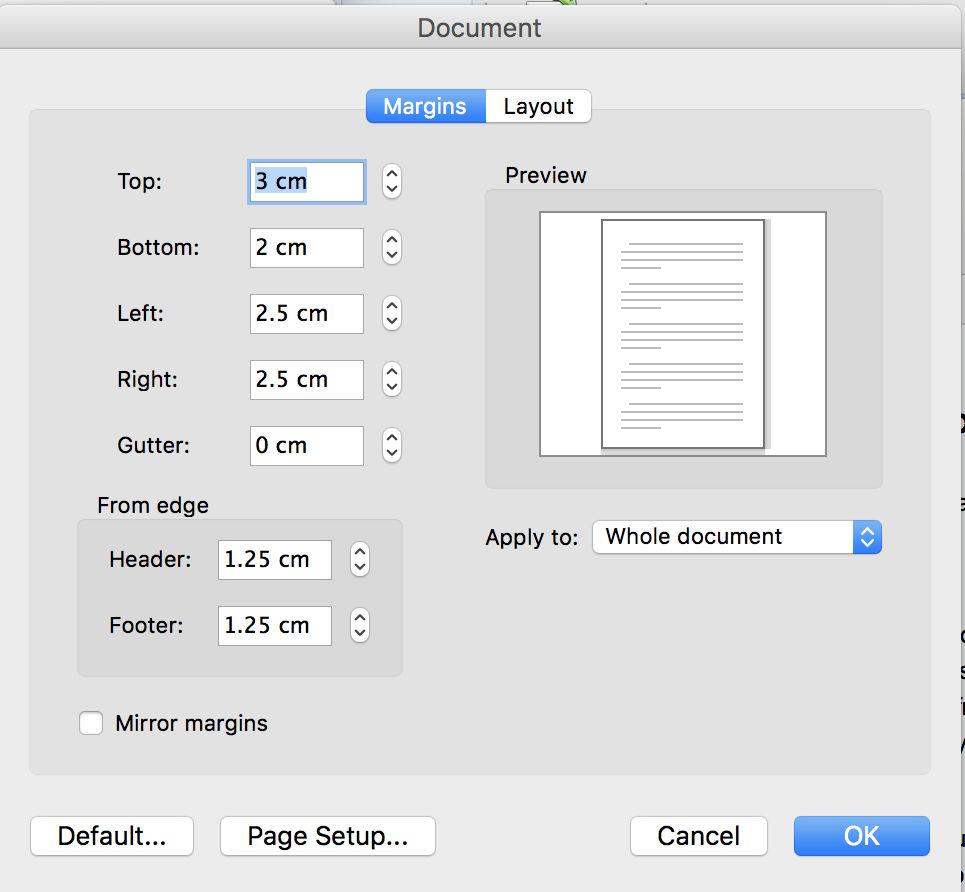 Document
Margins Layout
Top: 3 cm
Bottom: 2 cm
Left: 2.5 cm
Right: 2.5 cm
Gutter: 0 cm
From edge
Header: 1.25 cm
Footer: 1.25 cm
Mirror margins
Preview
Apply to: Whole document
Default... Page Setup... Cancel OK